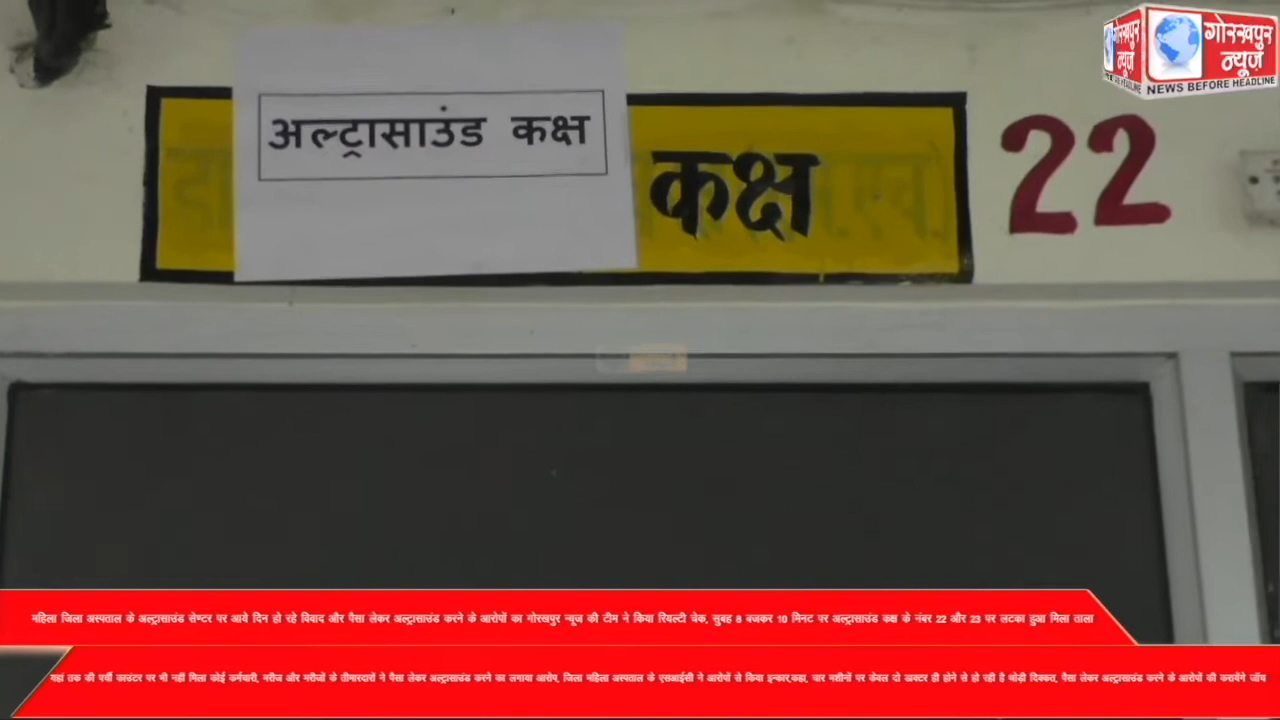 गोरखपुर
न्यूज़
NEWS BEFORE HEADLINE
अल्ट्रासाउंड कक्ष
कक्ष
22
महिला जिला अस्पताल के अल्ट्रासाउंड सेण्टर पर आये दिन हो रहे विवाद और पैसा लेकर अल्ट्रासाउंड करने के आरोपों का गोरखपुर न्यूज की टीम ने किया रियल्टी चेक, सुबह 8 बजकर 10 मिनट पर अल्ट्रासाउंड कक्ष के नंबर 22 और 23 पर लटका हुआ मिला ताला
यहां तक की पर्ची काउंटर पर भी नहीं मिला कोई कर्मचारी, मरीज और मरीजों के तीमारदारों ने पैसा लेकर अल्ट्रासाउंड करने का लगाया आरोप, जिला महिला अस्पताल के एसआईसी ने आरोपों से किया इन्कार,कहा, चार मशीनों पर केवल दो डाक्टर ही होने से हो रही है थोड़ी दिक्कत, पैसा लेकर अल्ट्रासाउंड करने के आरोपों की करायेंगे जॉच